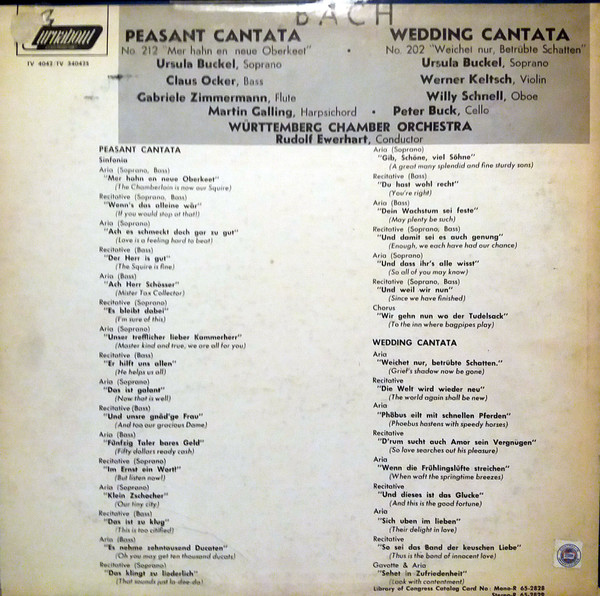 BACH
Turnabout
TV 4042/TV 34042S
PEASANT CANTATA
No. 212 "Mer hahn en neue Oberkeet"
Ursula Buckel, Soprano
Claus Ocker, Bass
Gabriele Zimmermann, Flute
WEDDING CANTATA
No. 202 "Weichet nur, Betrübte Schatten"
Ursula Buckel, Soprano
Werner Keltsch, Violin
Willy Schnell, Oboe
Martin Galling, Harpsichord • Peter Buck, Cello
WÜRTTEMBERG CHAMBER ORCHESTRA
Rudolf Ewerhart, Conductor
PEASANT CANTATA
Sinfonia
Aria (Soprano, Bass)
"Mer hahn en neue Oberkeet"
(The Chamberlain is now our Squire)
Recitative (Soprano, Bass)
"Wenn's das alleine wär"
(If you would stop at that!)
Aria (Soprano)
"Ach es schmeckt doch gar zu gut"
(Love is a feeling hard to beat)
Recitative (Bass)
"Der Herr is gut"
(The Squire is fine)
Aria (Bass)
"Ach Herr Schösser"
(Mister Tax Collector)
Recitative (Soprano)
"Es bleibt dabei"
(I'm sure of this)
Aria (Soprano)
"Unser trefflicher lieber Kammerherr"
(Master kind and true, we are all for you)
Recitative (Bass)
"Er hilft uns allen"
(He helps us all)
Aria (Soprano)
"Das ist galant"
(Now that is well)
Recitative (Bass)
"Und unsre gnäd'ge Frau"
(And too our gracious Dame)
Aria (Bass)
"Fünfzig Taler bares Geld"
(Fifty dollars ready cash)
Recitative (Soprano)
"Im Ernst ein Wort!"
(But listen now!)
Aria (Soprano)
"Klein Zschocher"
(Our tiny city)
Recitative (Bass)
"Das ist zu klug"
(This is too citified)
Aria (Bass)
"Es nehme zehntausend Ducaten"
(Oh you may get ten thousand ducats)
Recitative (Soprano)
"Das klingt zu liederlich"
(That sounds just la-dee-da)
Aria (Soprano)
"Gib, Schöne, viel Söhne"
(A great many splendid and fine sturdy sons)
Recitative (Bass)
"Du hast wohl recht"
(You're right)
Aria (Bass)
"Dein Wachstum sei feste"
(May plenty be such)
Recitative (Soprano, Bass)
"Und damit sei es auch genung"
(Enough, we each have had our chance)
Aria (Soprano)
"Und dass ihr's alle wisst"
(So all of you may know)
Recitative (Soprano, Bass)
"Und weil wir nun"
(Since we have finished)
Chorus
"Wir gehn nun wo der Tudelsack"
(To the inn where bagpipes play)
WEDDING CANTATA
Aria
"Weichet nur, betrübte Schatten."
(Grief's shadow now be gone)
Recitative
"Die Welt wird wieder neu"
(The world again shall be new)
Aria
"Phöbus eilt mit schnellen Pferden"
(Phoebus hastens with speedy horses)
Recitative
"D'rum sucht auch Amor sein Vergnügen"
(So love searches out his pleasure)
Aria
"Wenn die Frühlingslüfte streichen"
(When waft the springtime breezes)
Recitative
"Und dieses ist das Glucke"
(And this is the good fortune)
Aria
"Sich uben im lieben"
(Their delight in love)
Recitative
"So sei das Band der keuschen Liebe"
(Thus is the band of innocent love)
Gavotte & Aria
"Sehet in Zufriedenheit"
(Look with contentment)
Library of Congress Catalog Card No: Mono-R 65-2828
Stereo-R 65-2829